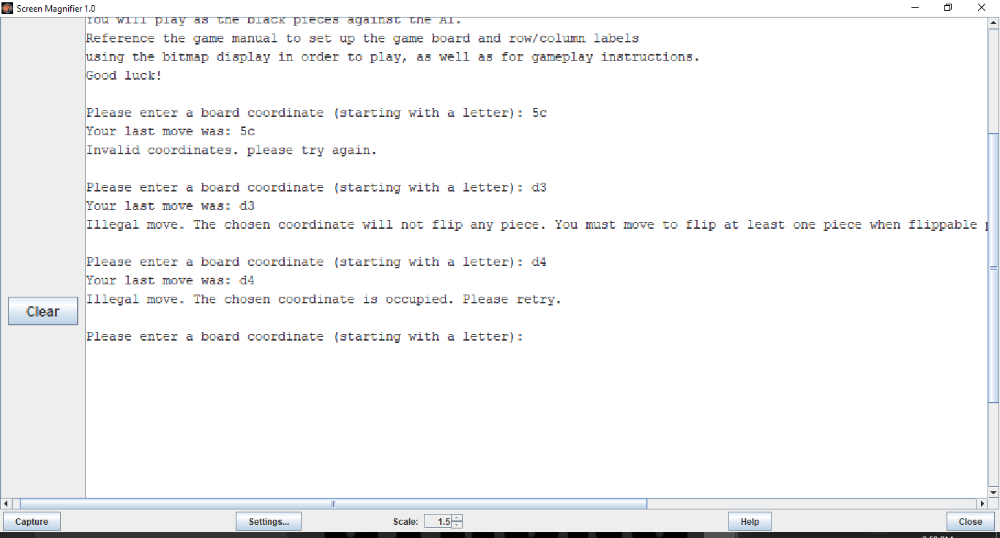 Screen Magnifier 1.0
You will play as the black pieces against the AI.
Reference the game manual to set up the game board and row/column labels
using the bitmap display in order to play, as well as for gameplay instructions.
Good luck!
Please enter a board coordinate (starting with a letter): 5c
Your last move was: 5c
Invalid coordinates. please try again.
Please enter a board coordinate (starting with a letter): d3
Your last move was: d3
Illegal move. The chosen coordinate will not flip any piece. You must move to flip at least one piece when flippable
Please enter a board coordinate (starting with a letter): d4
Your last move was: d4
Illegal move. The chosen coordinate is occupied. Please retry.
Clear
Please enter a board coordinate (starting with a letter):
Capture Settings... Scale: 1.5 Help Close